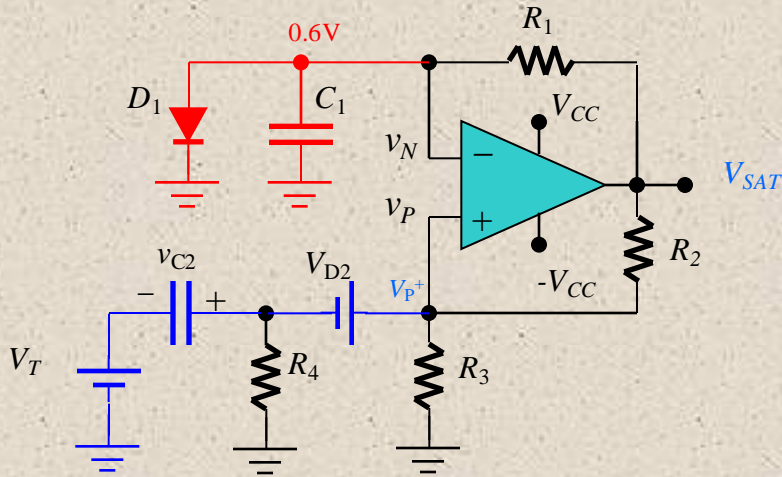 R1
0.6V
D1
C1
VCC
vN
−
VSAT
vP
+
R2
vC2
VD2
VP+
-VCC
− +
VT
R4
R3